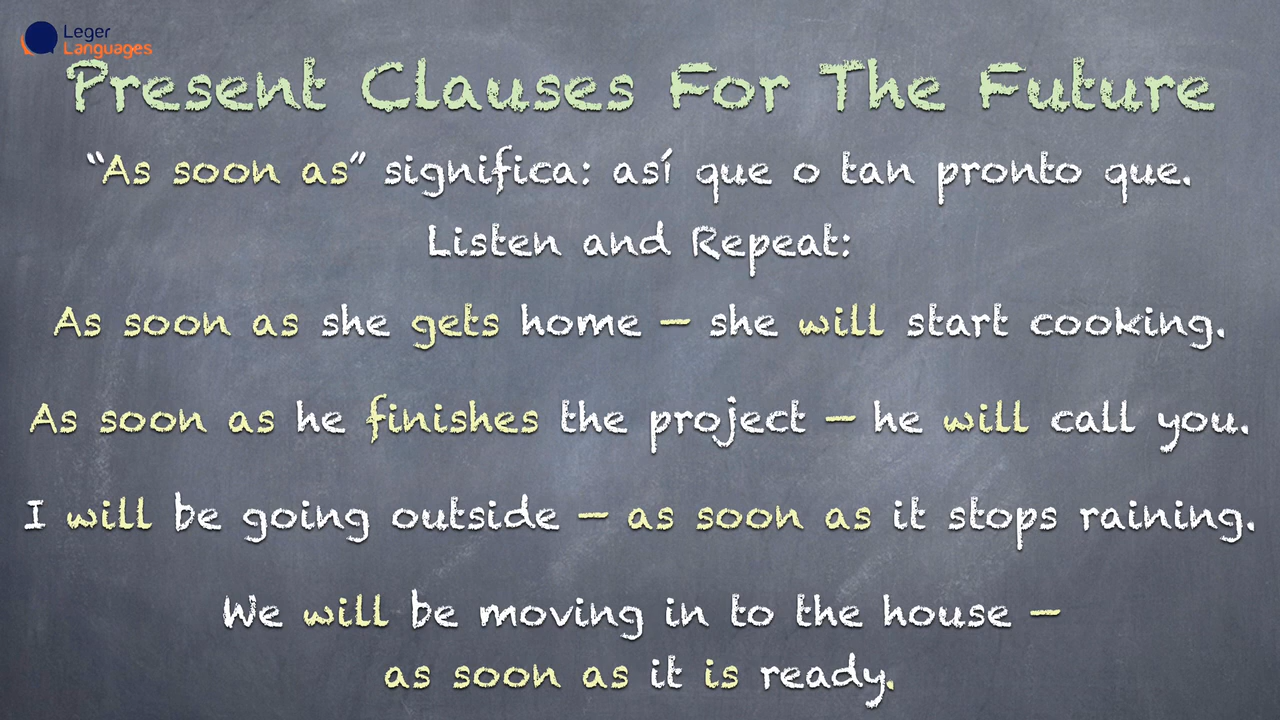 Leger
Languages
Present Clauses For The Future
“As soon as” significa: así que o tan pronto que.
Listen and Repeat:
As soon as she gets home – she will start cooking.
As soon as he finishes the project – he will call you.
I will be going outside – as soon as it stops raining.
We will be moving in to the house –
as soon as it is ready.